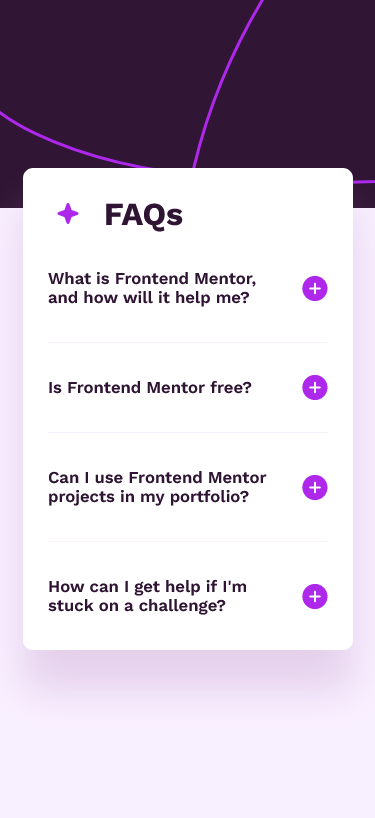 FAQs
What is Frontend Mentor,
and how will it help me?
Is Frontend Mentor free?
Can I use Frontend Mentor
projects in my portfolio?
How can I get help if I'm
stuck on a challenge?